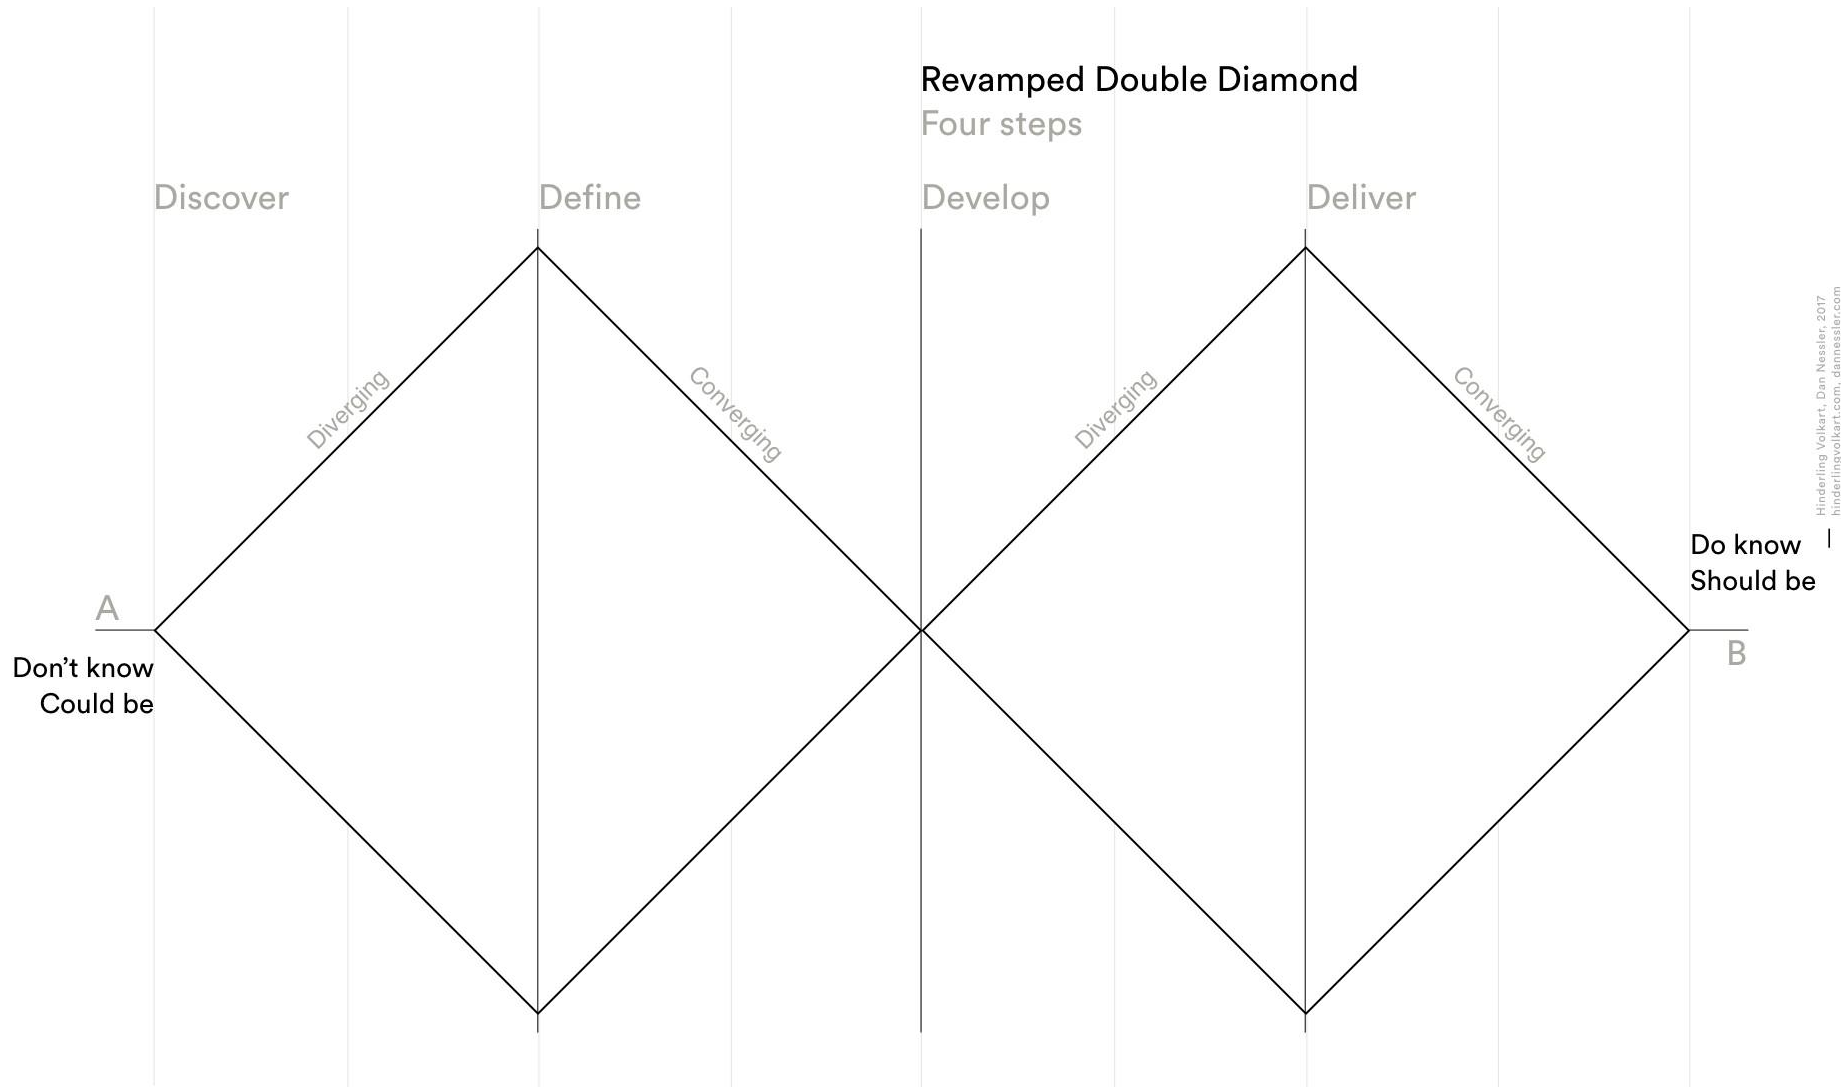 Revamped Double Diamond
Four steps
Discover
Define
Develop
Deliver
Diverging
Converging
Diverging
Converging
A
Don’t know
Could be
Do know
Should be
B
Hinderling Volkart, Dan Nessler, 2017
hinderlingvolkart.com, dannessler.com